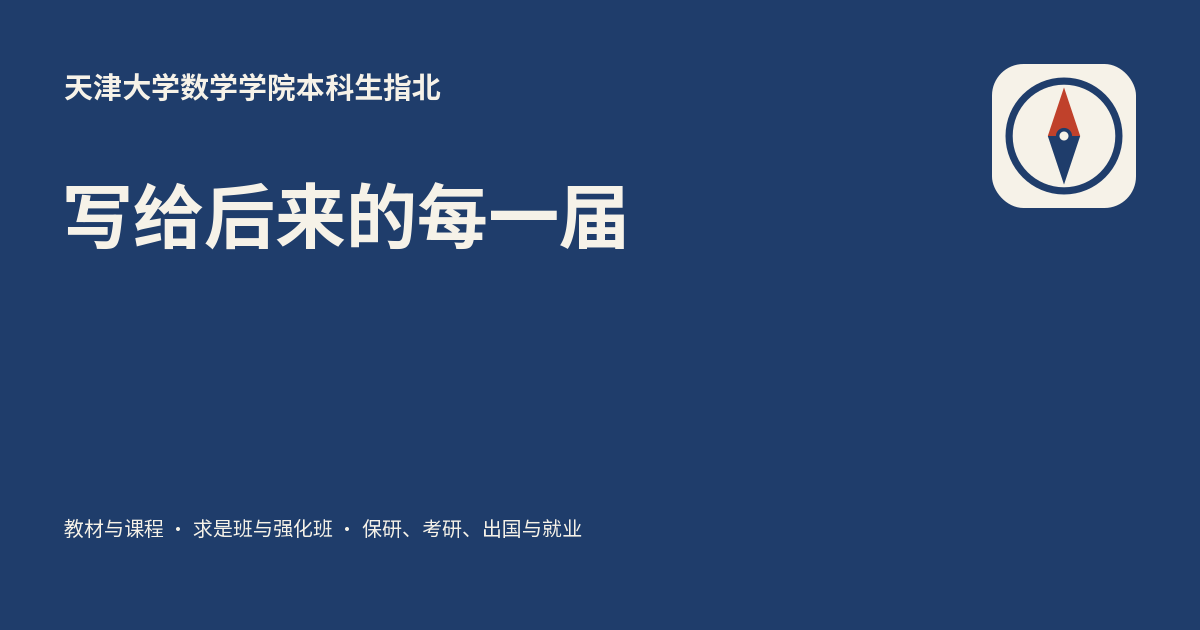 天津大学数学学院本科生指北
写给后来的每一届
教材与课程 · 求是班与强化班 · 保研、考研、出国与就业